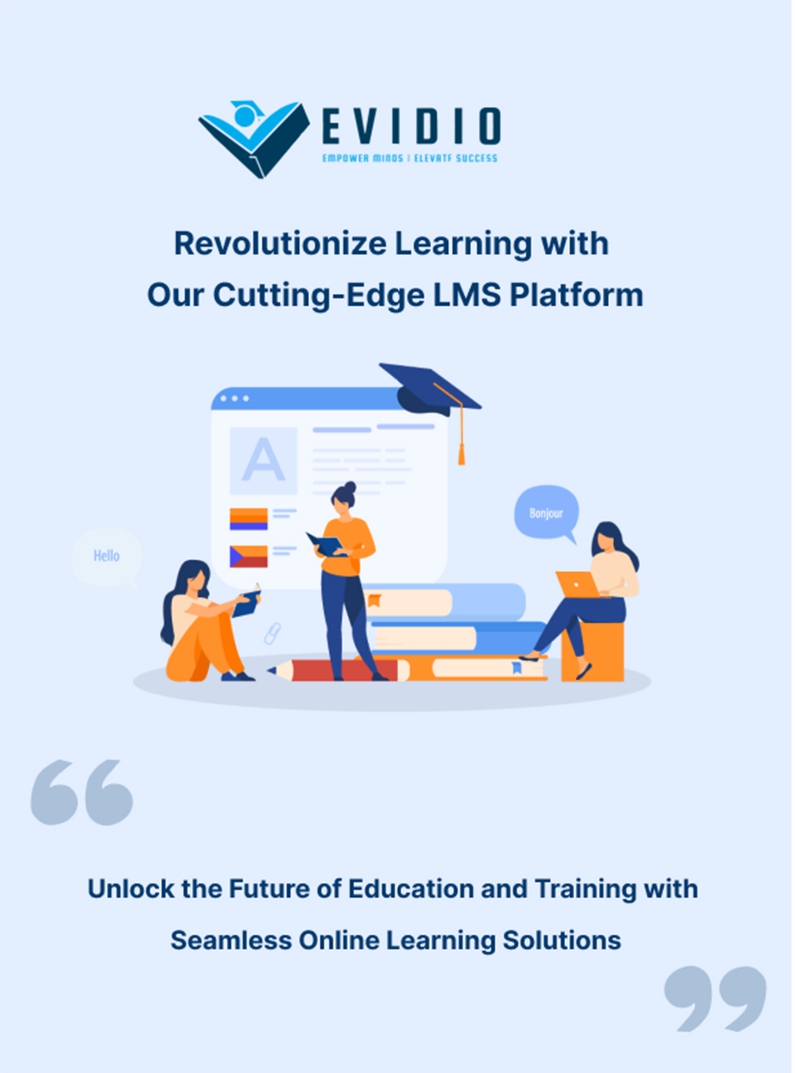 EVIDIO
EMPOWER MINDS | ELEVATE SUCCESS
Revolutionize Learning with
Our Cutting-Edge LMS Platform
A
Bonjour
Hello
“
Unlock the Future of Education and Training with
Seamless Online Learning Solutions
”